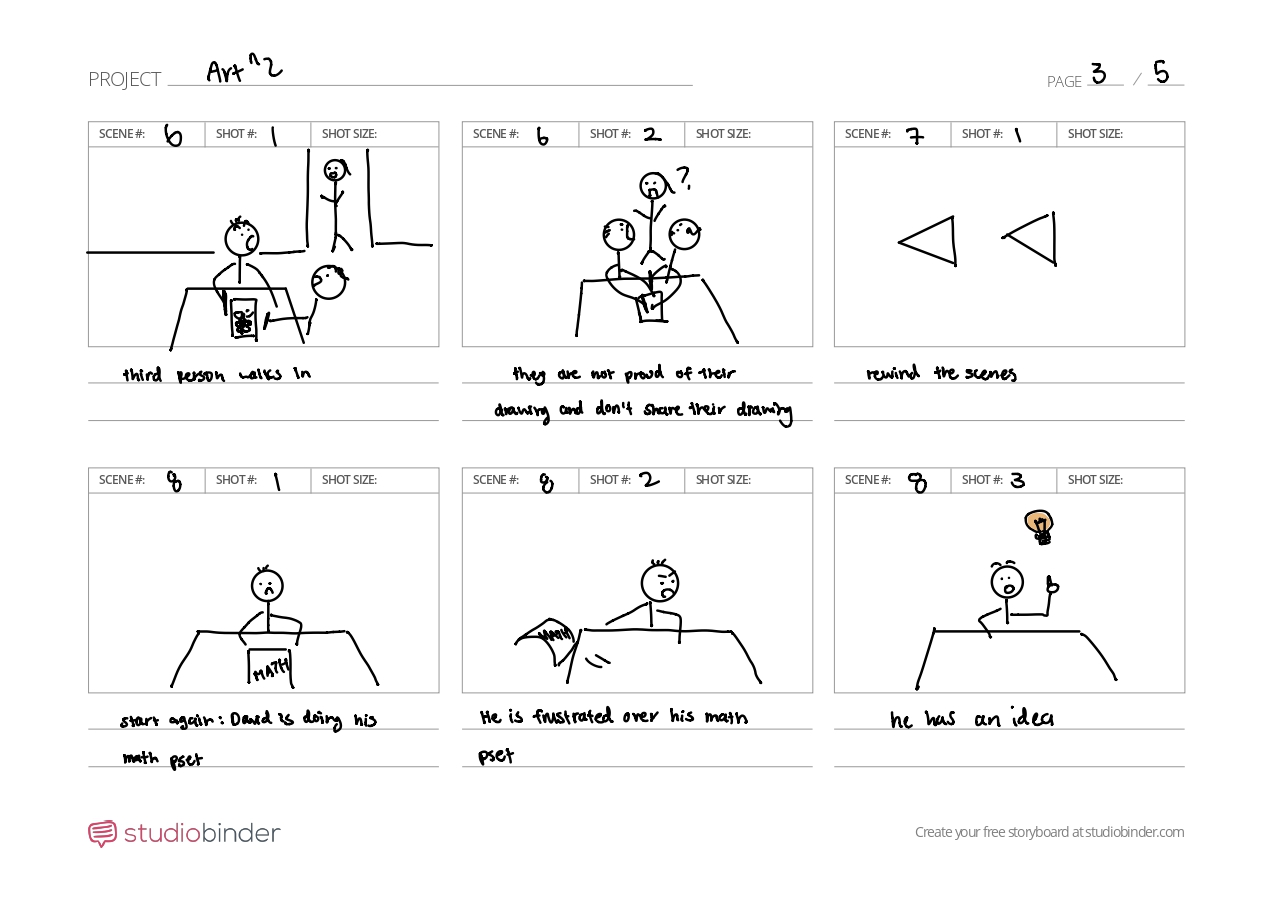 PROJECT Art^2
PAGE 3 / 5
SCENE #: 6 SHOT #: 1 SHOT SIZE:
SCENE #: 6 SHOT #: 2 SHOT SIZE:
SCENE #: 7 SHOT #: 1 SHOT SIZE:
?
third person walks in
they are not proud of their
drawing and don't share their drawing
rewind the scenes
SCENE #: 8 SHOT #: 1 SHOT SIZE:
SCENE #: 8 SHOT #: 2 SHOT SIZE:
SCENE #: 8 SHOT #: 3 SHOT SIZE:
MATH
MATH
start again: David is doing his
math pset
He is frustrated over his math
pset
he has an idea
studiobinder
Create your free storyboard at studiobinder.com